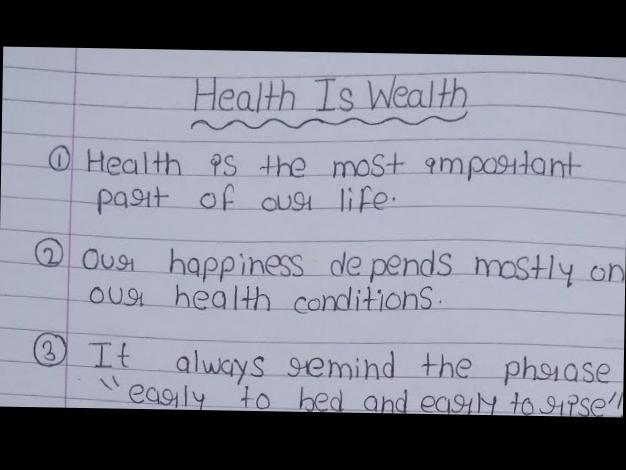 Health Is Wealth
① Health is the most important
part of our life.
② Our happiness depends mostly on
our health conditions.
③ It always remind the phrase
"early to bed and early to rise"